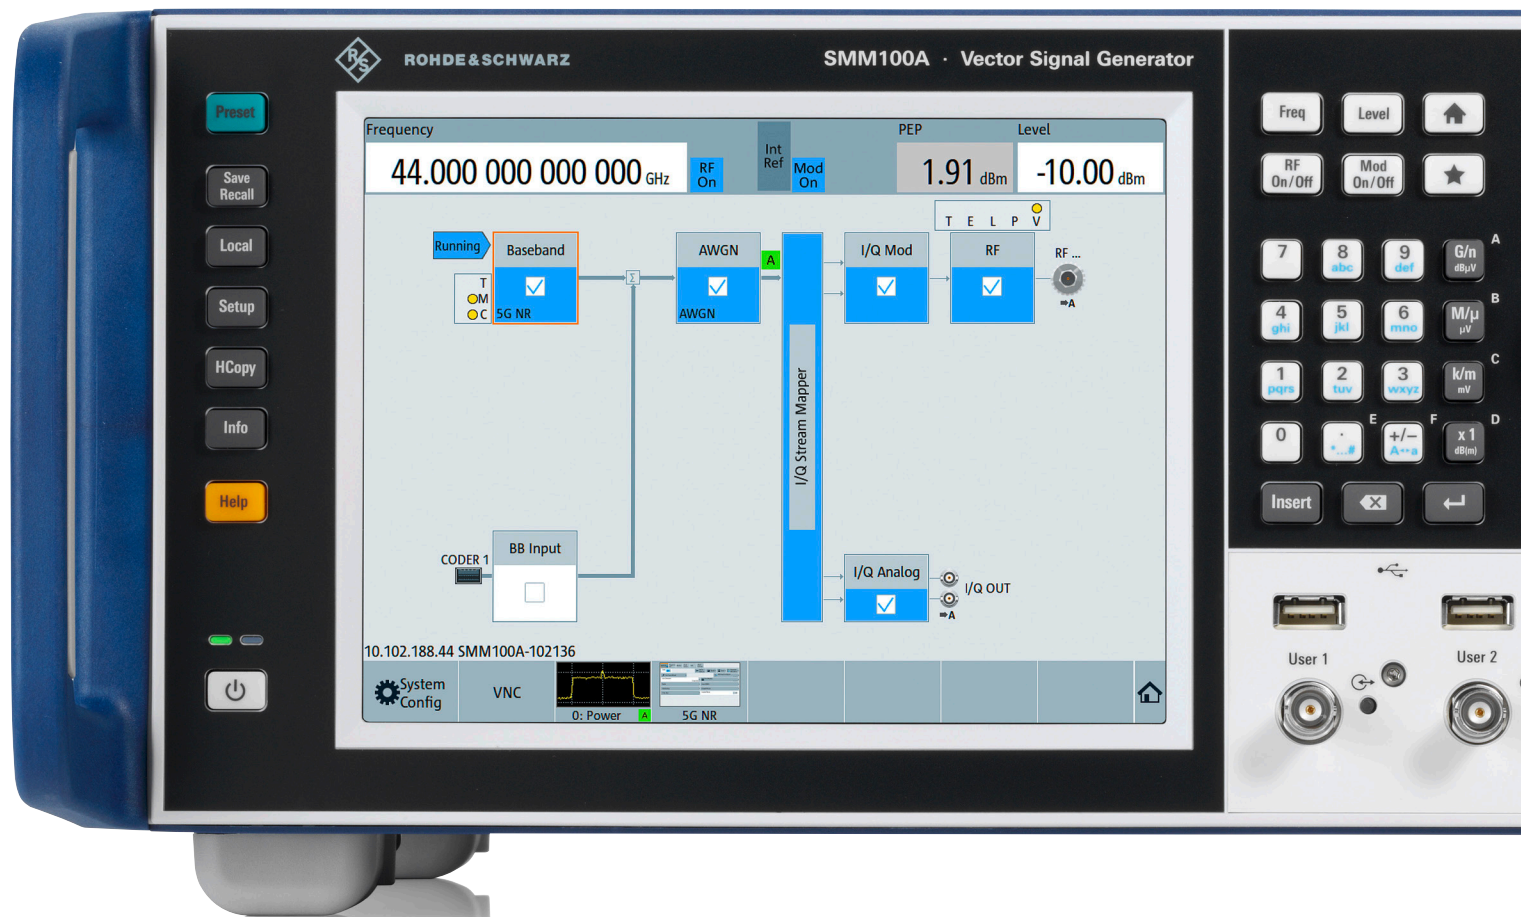 R S
ROHDE&SCHWARZ
SMM100A · Vector Signal Generator
Preset
Save
Recall
Local
Setup
HCopy
Info
Help
Frequency
44.000 000 000 000 GHz
RF
On
Int
Ref
Mod
On
PEP
1.91 dBm
Level
-10.00 dBm
T E L P V
Running
Baseband
T
M
C
5G NR
Σ
AWGN
AWGN
A
I/Q Stream Mapper
I/Q Mod
RF
RF ...
➡A
CODER 1
BB Input
I/Q Analog
I/Q OUT
➡A
10.102.188.44 SMM100A-102136
System
Config
VNC
0: Power A
5G NR
Freq
Level
RF
On/Off
Mod
On/Off
7
8
abc
9
def
G/n
dBµV
A
4
ghi
5
jkl
6
mno
M/µ
µV
B
1
pqrs
2
tuv
3
wxyz
k/m
mV
C
0
.
*...#
E
+/−
A↔a
F
x 1
dB(m)
D
Insert
User 1
User 2